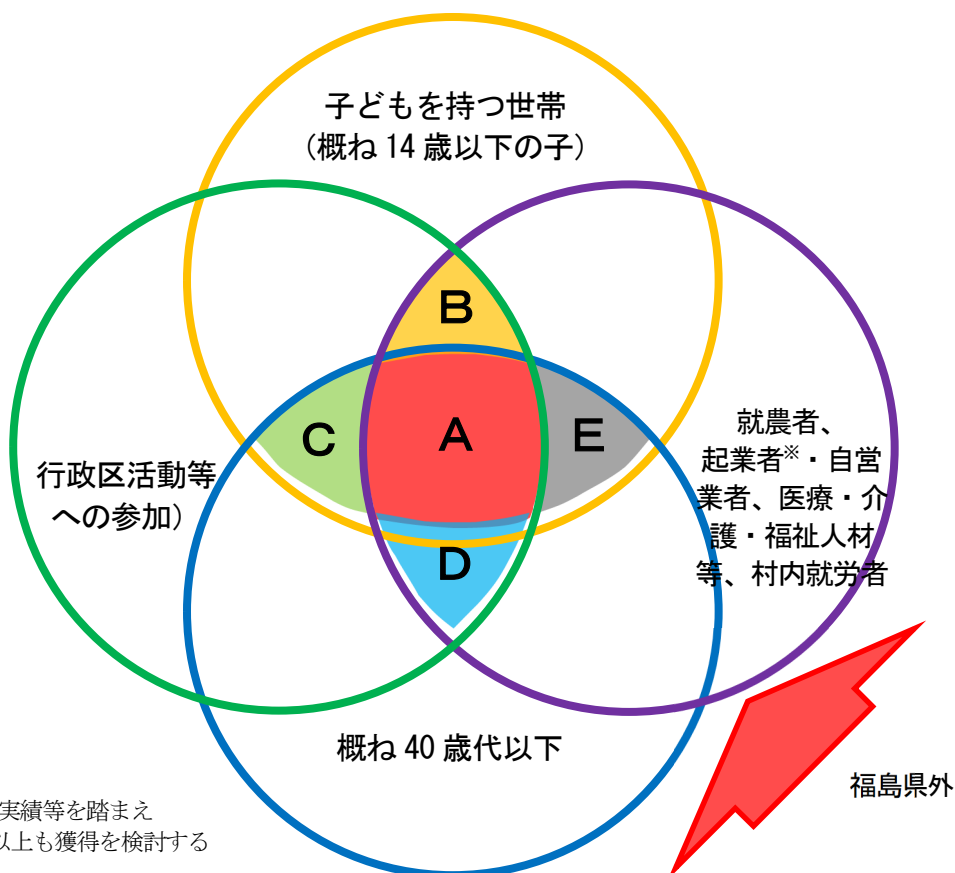 子どもを持つ世帯
(概ね14歳以下の子)
B
C
A
E
D
行政区活動等
への参加)
就農者、
起業者※・自営
業者、医療・介
護・福祉人材
等、村内就労者
概ね40歳代以下
福島県外
実績等を踏まえ
以上も獲得を検討する